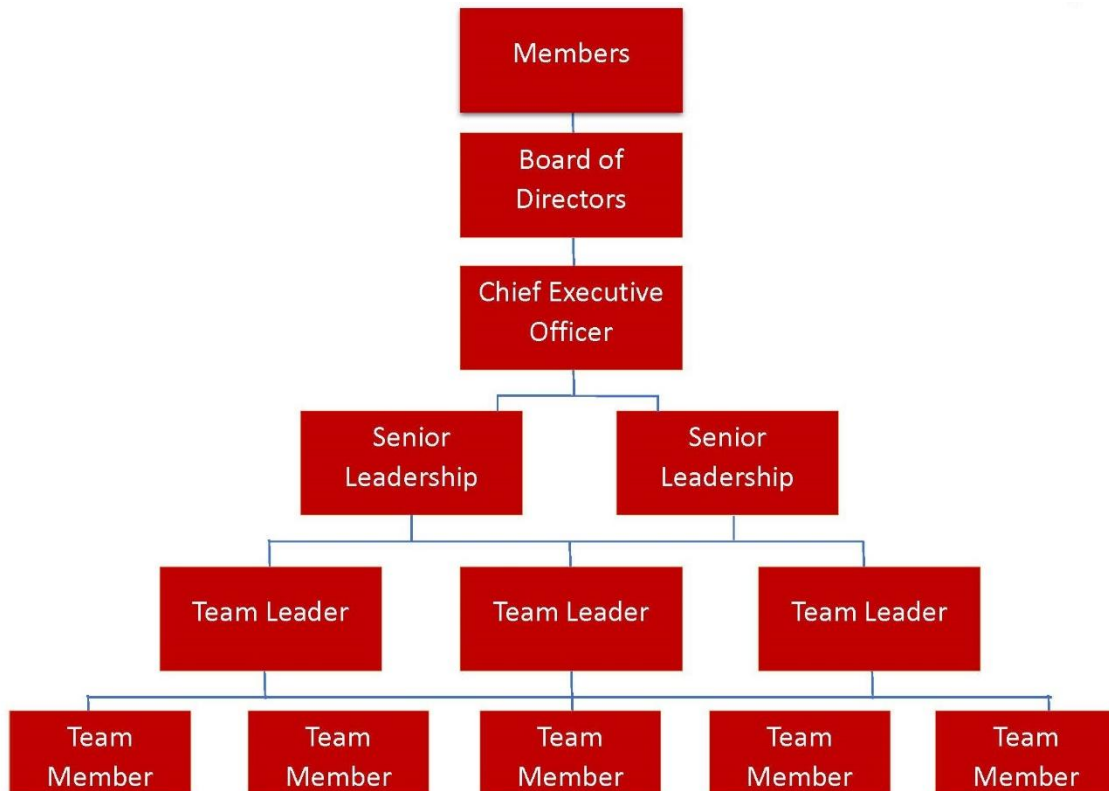 Members
Board of
Directors
Chief Executive
Officer
Senior
Leadership
Senior
Leadership
Team Leader
Team Leader
Team Leader
Team
Member
Team
Member
Team
Member
Team
Member
Team
Member